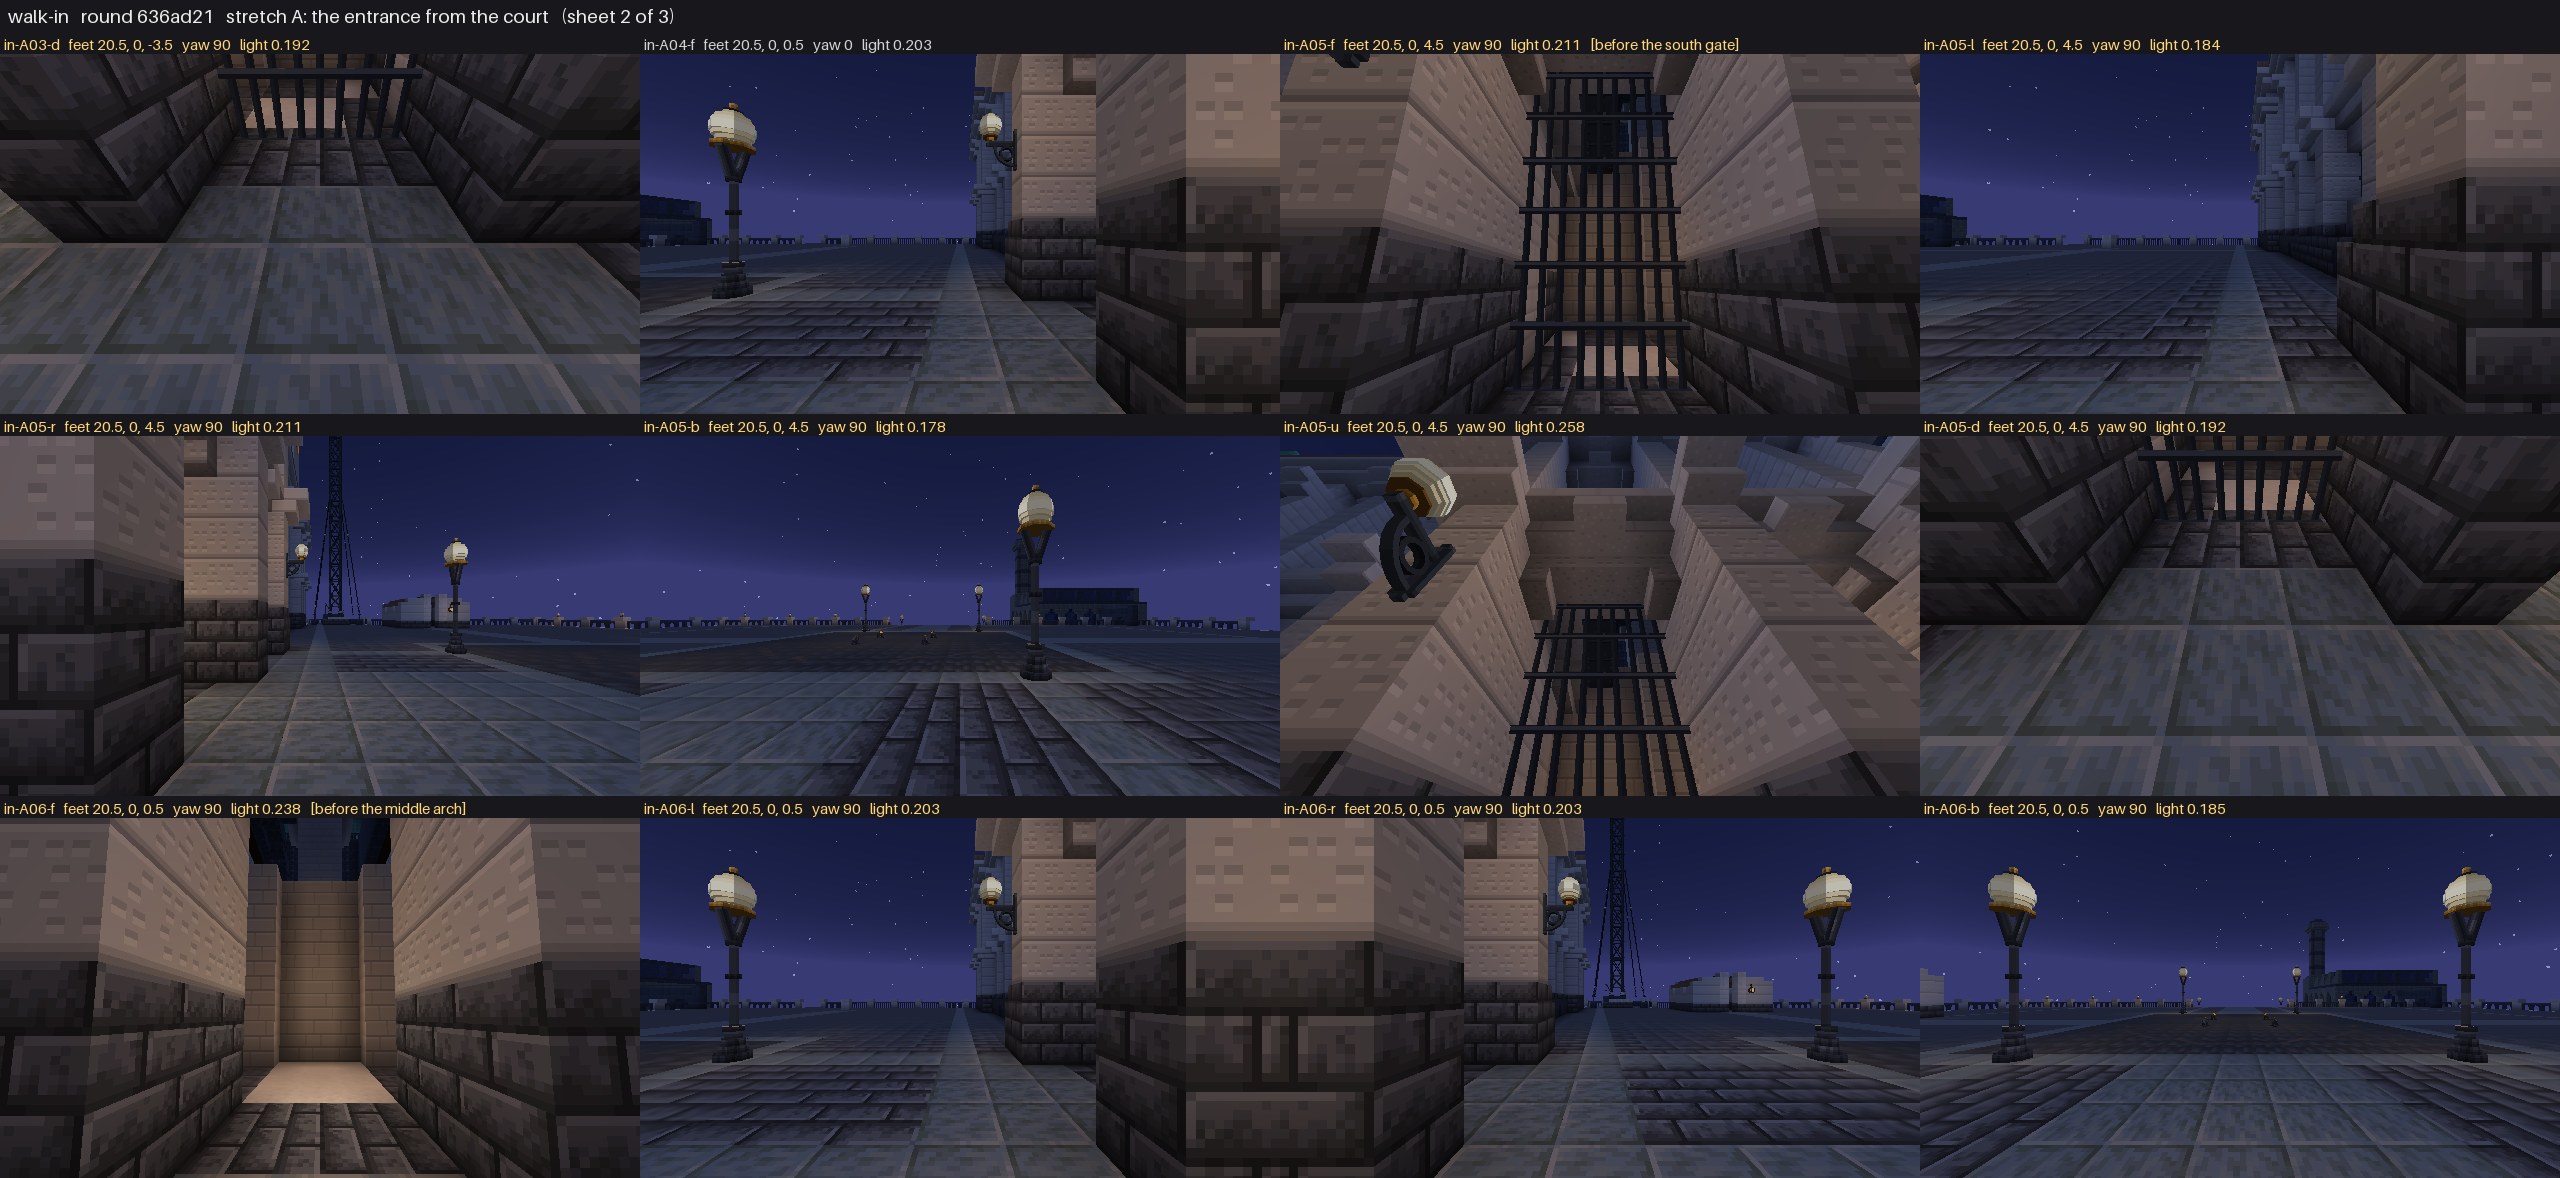 walk-in round 636ad21 stretch A: the entrance from the court (sheet 2 of 3)
in-A03-d feet 20.5, 0, -3.5 yaw 90 light 0.192
in-A04-f feet 20.5, 0, 0.5 yaw 0 light 0.203
in-A05-f feet 20.5, 0, 4.5 yaw 90 light 0.211 [before the south gate]
in-A05-l feet 20.5, 0, 4.5 yaw 90 light 0.184
in-A05-r feet 20.5, 0, 4.5 yaw 90 light 0.211
in-A05-b feet 20.5, 0, 4.5 yaw 90 light 0.178
in-A05-u feet 20.5, 0, 4.5 yaw 90 light 0.258
in-A05-d feet 20.5, 0, 4.5 yaw 90 light 0.192
in-A06-f feet 20.5, 0, 0.5 yaw 90 light 0.238 [before the middle arch]
in-A06-l feet 20.5, 0, 0.5 yaw 90 light 0.203
in-A06-r feet 20.5, 0, 0.5 yaw 90 light 0.203
in-A06-b feet 20.5, 0, 0.5 yaw 90 light 0.185